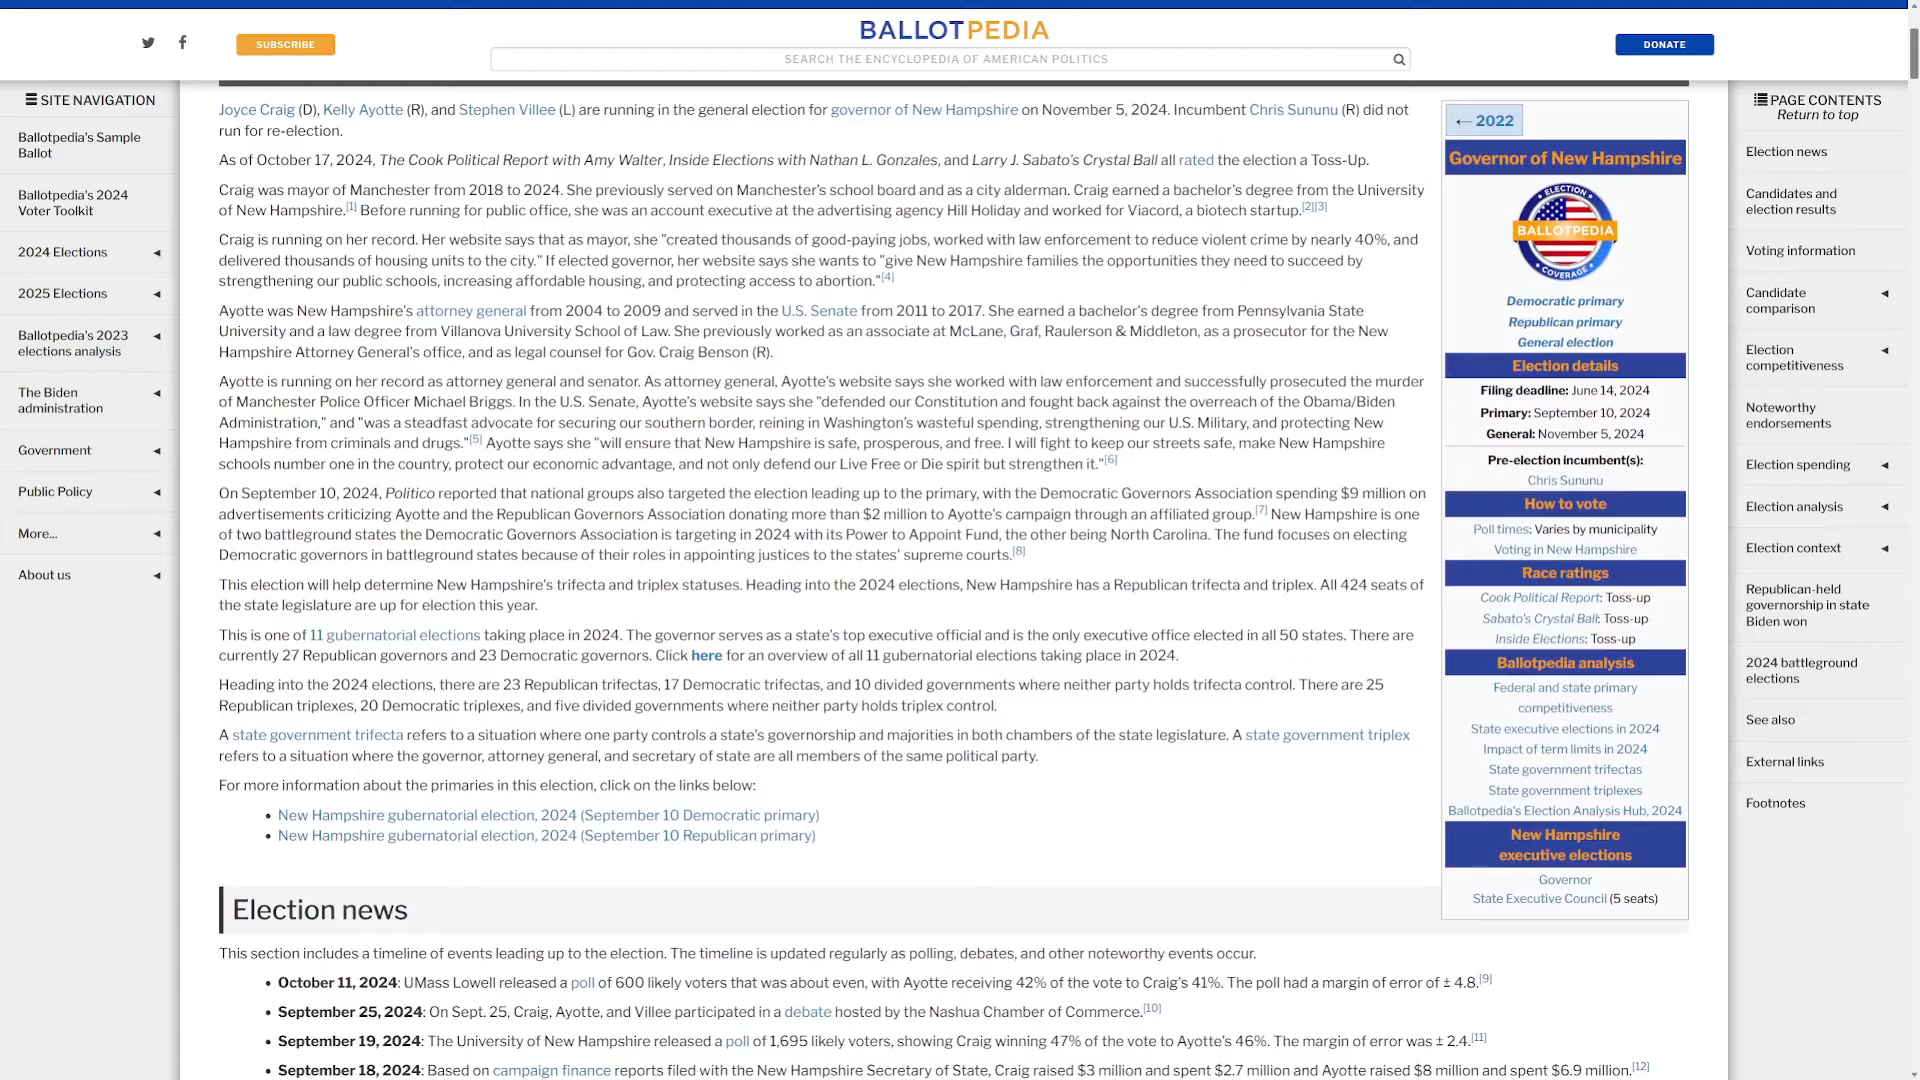 BALLOTPEDIA
SUBSCRIBE
SEARCH THE ENCYCLOPEDIA OF AMERICAN POLITICS
DONATE
SITE NAVIGATION
Ballotpedia's Sample
Ballot
Ballotpedia's 2024
Voter Toolkit
2024 Elections
2025 Elections
Ballotpedia's 2023
elections analysis
The Biden
administration
Government
Public Policy
More...
About us
Joyce Craig (D), Kelly Ayotte (R), and Stephen Villee (L) are running in the general election for governor of New Hampshire on November 5, 2024. Incumbent Chris Sununu (R) did not
run for re-election.
As of October 17, 2024, The Cook Political Report with Amy Walter, Inside Elections with Nathan L. Gonzales, and Larry J. Sabato's Crystal Ball all rated the election a Toss-Up.
Craig was mayor of Manchester from 2018 to 2024. She previously served on Manchester's school board and as a city alderman. Craig earned a bachelor's degree from the University
of New Hampshire.[1] Before running for public office, she was an account executive at the advertising agency Hill Holiday and worked for Viacord, a biotech startup.[2][3]
Craig is running on her record. Her website says that as mayor, she "created thousands of good-paying jobs, worked with law enforcement to reduce violent crime by nearly 40%, and
delivered thousands of housing units to the city." If elected governor, her website says she wants to "give New Hampshire families the opportunities they need to succeed by
strengthening our public schools, increasing affordable housing, and protecting access to abortion."[4]
Ayotte was New Hampshire's attorney general from 2004 to 2009 and served in the U.S. Senate from 2011 to 2017. She earned a bachelor's degree from Pennsylvania State
University and a law degree from Villanova University School of Law. She previously worked as an associate at McLane, Graf, Raulerson & Middleton, as a prosecutor for the New
Hampshire Attorney General's office, and as legal counsel for Gov. Craig Benson (R).
Ayotte is running on her record as attorney general and senator. As attorney general, Ayotte's website says she worked with law enforcement and successfully prosecuted the murder
of Manchester Police Officer Michael Briggs. In the U.S. Senate, Ayotte's website says she "defended our Constitution and fought back against the overreach of the Obama/Biden
Administration," and "was a steadfast advocate for securing our southern border, reining in Washington's wasteful spending, strengthening our U.S. Military, and protecting New
Hampshire from criminals and drugs."[5] Ayotte says she "will ensure that New Hampshire is safe, prosperous, and free. I will fight to keep our streets safe, make New Hampshire
schools number one in the country, protect our economic advantage, and not only defend our Live Free or Die spirit but strengthen it."[6]
On September 10, 2024, Politico reported that national groups also targeted the election leading up to the primary, with the Democratic Governors Association spending $9 million on
advertisements criticizing Ayotte and the Republican Governors Association donating more than $2 million to Ayotte's campaign through an affiliated group.[7] New Hampshire is one
of two battleground states the Democratic Governors Association is targeting in 2024 with its Power to Appoint Fund, the other being North Carolina. The fund focuses on electing
Democratic governors in battleground states because of their roles in appointing justices to the states' supreme courts.[8]
This election will help determine New Hampshire's trifecta and triplex statuses. Heading into the 2024 elections, New Hampshire has a Republican trifecta and triplex. All 424 seats of
the state legislature are up for election this year.
This is one of 11 gubernatorial elections taking place in 2024. The governor serves as a state's top executive official and is the only executive office elected in all 50 states. There are
currently 27 Republican governors and 23 Democratic governors. Click here for an overview of all 11 gubernatorial elections taking place in 2024.
Heading into the 2024 elections, there are 23 Republican trifectas, 17 Democratic trifectas, and 10 divided governments where neither party holds trifecta control. There are 25
Republican triplexes, 20 Democratic triplexes, and five divided governments where neither party holds triplex control.
A state government trifecta refers to a situation where one party controls a state's governorship and majorities in both chambers of the state legislature. A state government triplex
refers to a situation where the governor, attorney general, and secretary of state are all members of the same political party.
For more information about the primaries in this election, click on the links below:
• New Hampshire gubernatorial election, 2024 (September 10 Democratic primary)
• New Hampshire gubernatorial election, 2024 (September 10 Republican primary)
Election news
This section includes a timeline of events leading up to the election. The timeline is updated regularly as polling, debates, and other noteworthy events occur.
• October 11, 2024: UMass Lowell released a poll of 600 likely voters that was about even, with Ayotte receiving 42% of the vote to Craig's 41%. The poll had a margin of error of ± 4.8.[9]
• September 25, 2024: On Sept. 25, Craig, Ayotte, and Villee participated in a debate hosted by the Nashua Chamber of Commerce.[10]
• September 19, 2024: The University of New Hampshire released a poll of 1,695 likely voters, showing Craig winning 47% of the vote to Ayotte's 46%. The margin of error was ± 2.4.[11]
• September 18, 2024: Based on campaign finance reports filed with the New Hampshire Secretary of State, Craig raised $3 million and spent $2.7 million and Ayotte raised $8 million and spent $6.9 million.[12]
← 2022
Governor of New Hampshire
ELECTION
BALLOTPEDIA
COVERAGE
Democratic primary
Republican primary
General election
Election details
Filing deadline: June 14, 2024
Primary: September 10, 2024
General: November 5, 2024
Pre-election incumbent(s):
Chris Sununu
How to vote
Poll times: Varies by municipality
Voting in New Hampshire
Race ratings
Cook Political Report: Toss-up
Sabato's Crystal Ball: Toss-up
Inside Elections: Toss-up
Ballotpedia analysis
Federal and state primary
competitiveness
State executive elections in 2024
Impact of term limits in 2024
State government trifectas
State government triplexes
Ballotpedia's Election Analysis Hub, 2024
New Hampshire
executive elections
Governor
State Executive Council (5 seats)
PAGE CONTENTS
Return to top
Election news
Candidates and
election results
Voting information
Candidate
comparison
Election
competitiveness
Noteworthy
endorsements
Election spending
Election analysis
Election context
Republican-held
governorship in state
Biden won
2024 battleground
elections
See also
External links
Footnotes